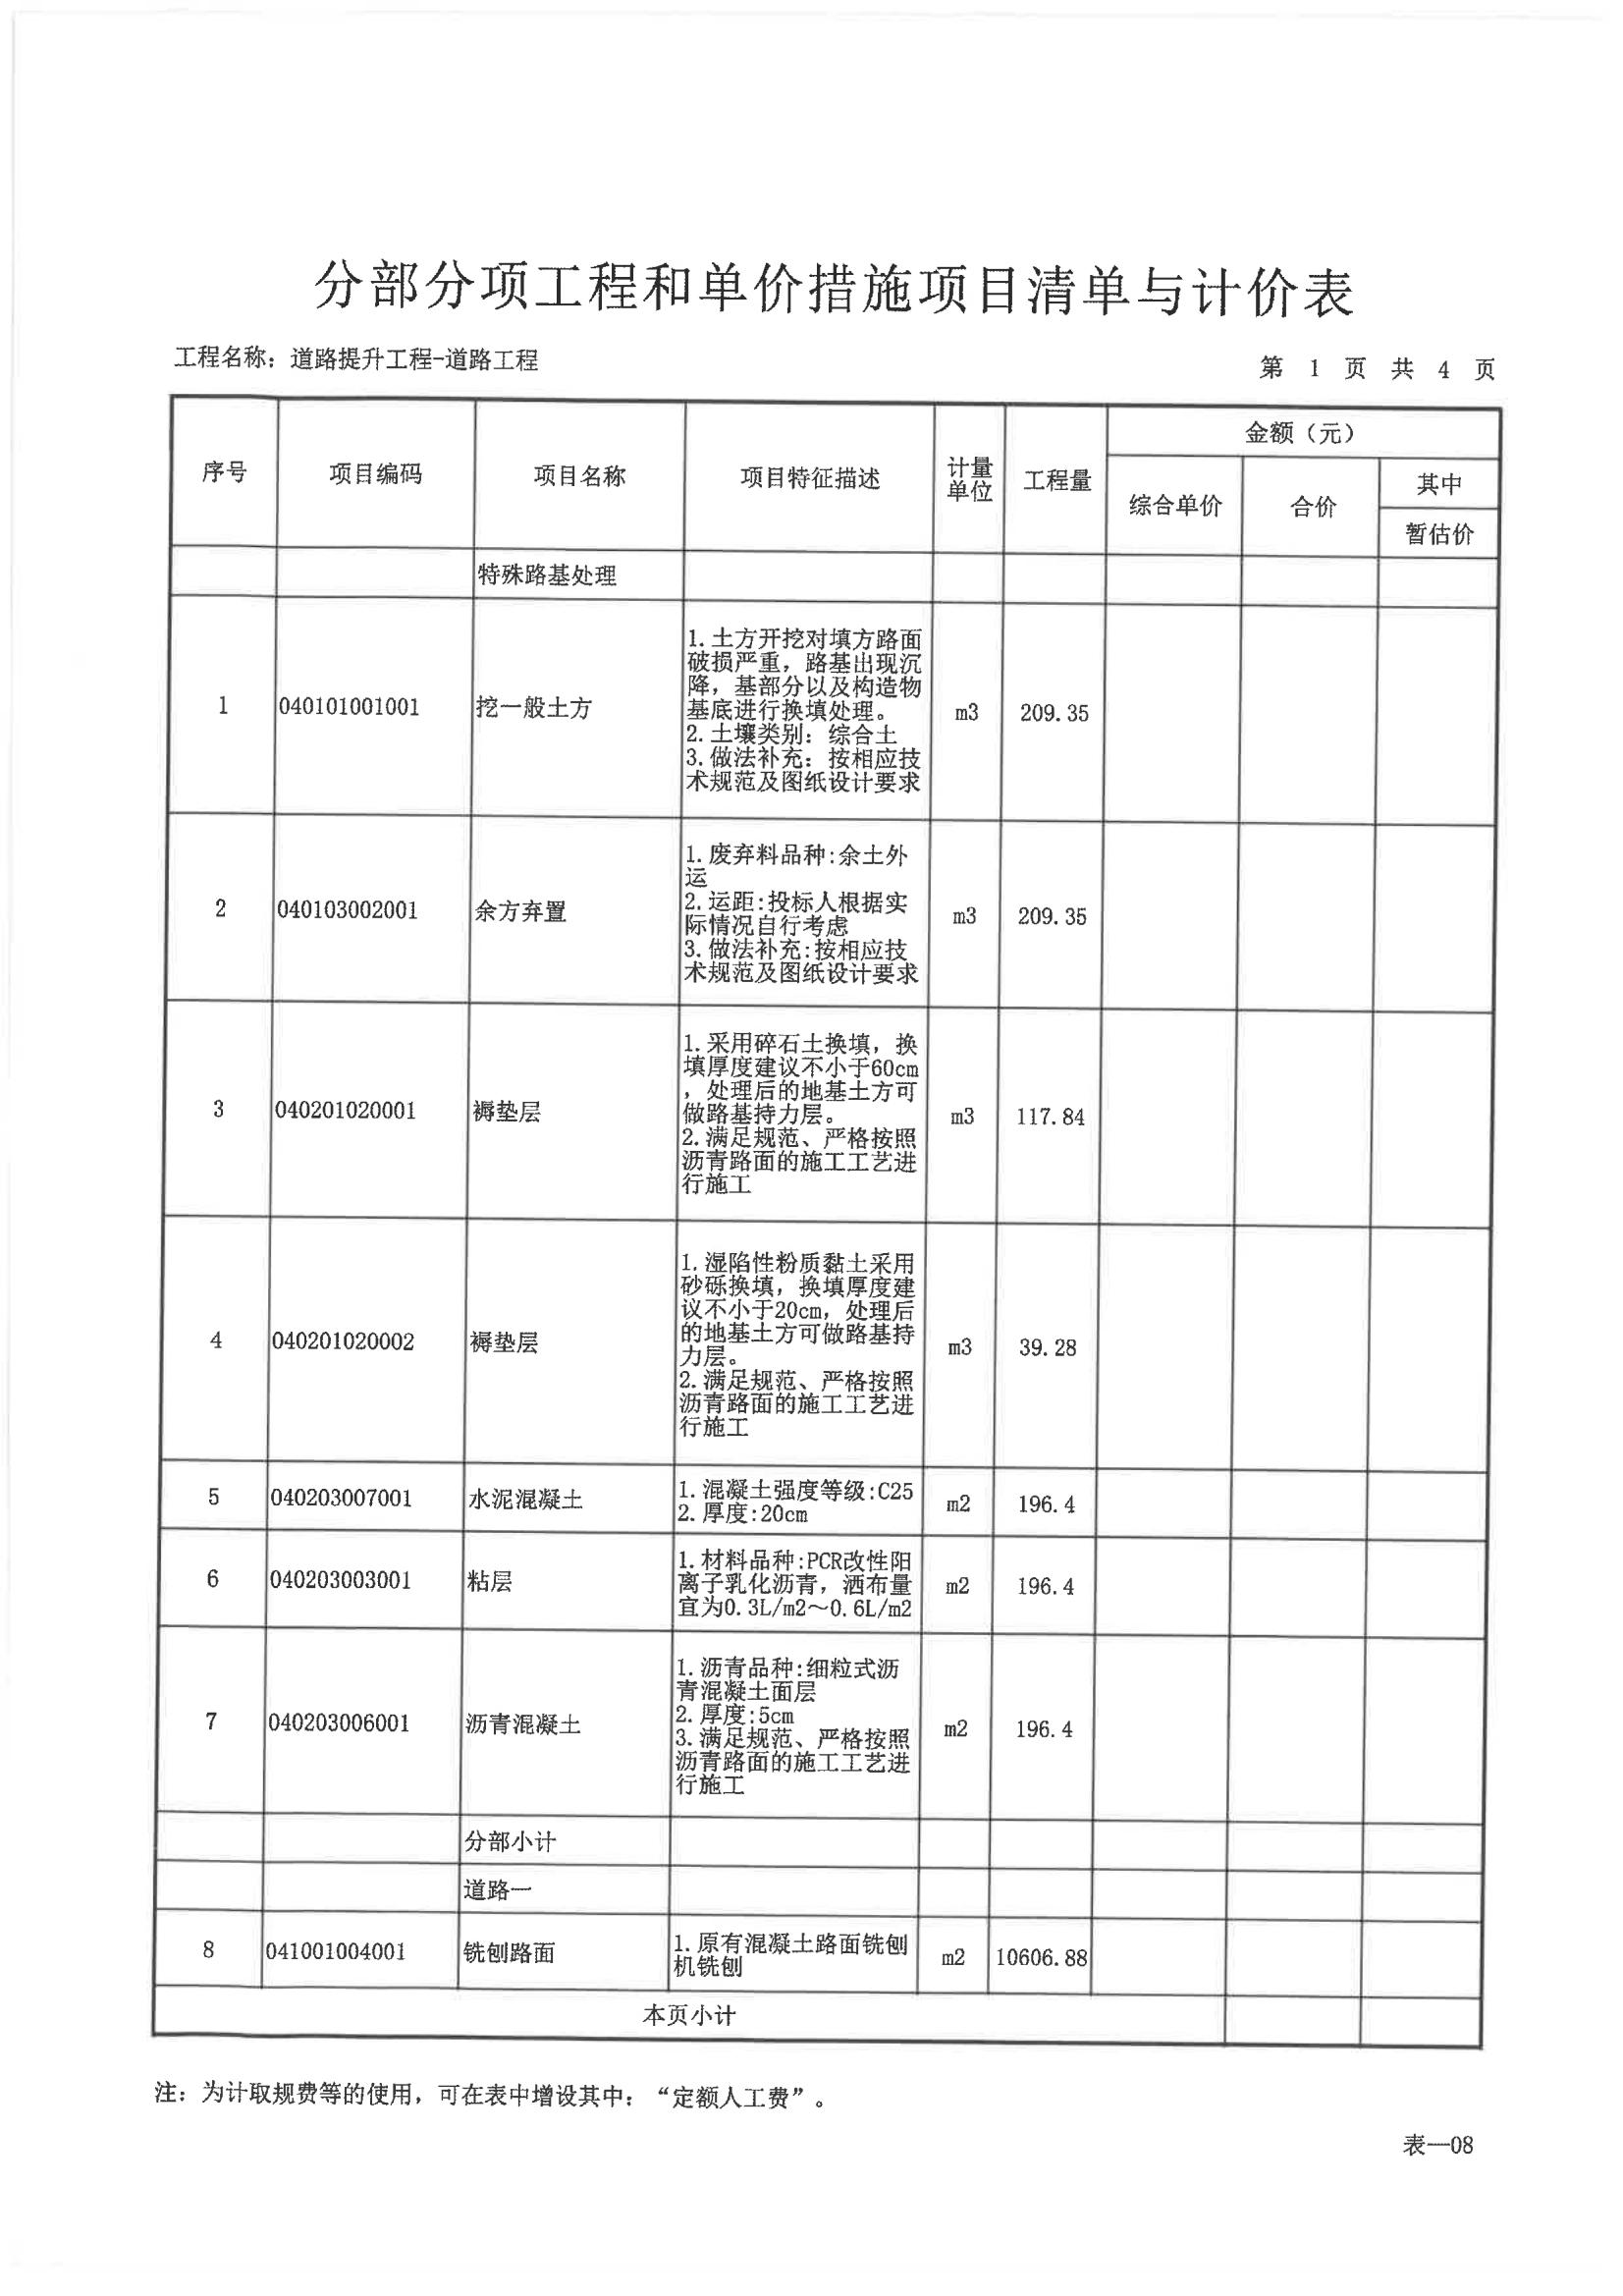 分部分项工程和单价措施项目清单与计价表
工程名称：道路提升工程-道路工程
第 1 页 共 4 页
序号
项目编码
项目名称
项目特征描述
计量
单位
工程量
金额（元）
综合单价
合价
其中
暂估价
特殊路基处理
1
040101001001
挖一般土方
1.土方开挖对填方路面
破损严重，路基出现沉
降，基部分以及构造物
基底进行换填处理。
2.土壤类别：综合土
3.做法补充：按相应技
术规范及图纸设计要求
m3
209.35
2
040103002001
余方弃置
1.废弃料品种:余土外
运
2.运距:投标人根据实
际情况自行考虑
3.做法补充:按相应技
术规范及图纸设计要求
m3
209.35
3
040201020001
褥垫层
1.采用碎石土换填，换
填厚度建议不小于60cm
，处理后的地基土方可
做路基持力层。
2.满足规范、严格按照
沥青路面的施工工艺进
行施工
m3
117.84
4
040201020002
褥垫层
1.湿陷性粉质黏土采用
砂砾换填，换填厚度建
议不小于20cm，处理后
的地基土方可做路基持
力层。
2.满足规范、严格按照
沥青路面的施工工艺进
行施工
m3
39.28
5
040203007001
水泥混凝土
1.混凝土强度等级:C25
2.厚度:20cm
m2
196.4
6
040203003001
粘层
1.材料品种:PCR改性阳
离子乳化沥青，洒布量
宜为0.3L/m2～0.6L/m2
m2
196.4
7
040203006001
沥青混凝土
1.沥青品种:细粒式沥
青混凝土面层
2.厚度:5cm
3.满足规范、严格按照
沥青路面的施工工艺进
行施工
m2
196.4
分部小计
道路一
8
041001004001
铣刨路面
1.原有混凝土路面铣刨
机铣刨
m2
10606.88
本页小计
注：为计取规费等的使用，可在表中增设其中：“定额人工费”。
表—08